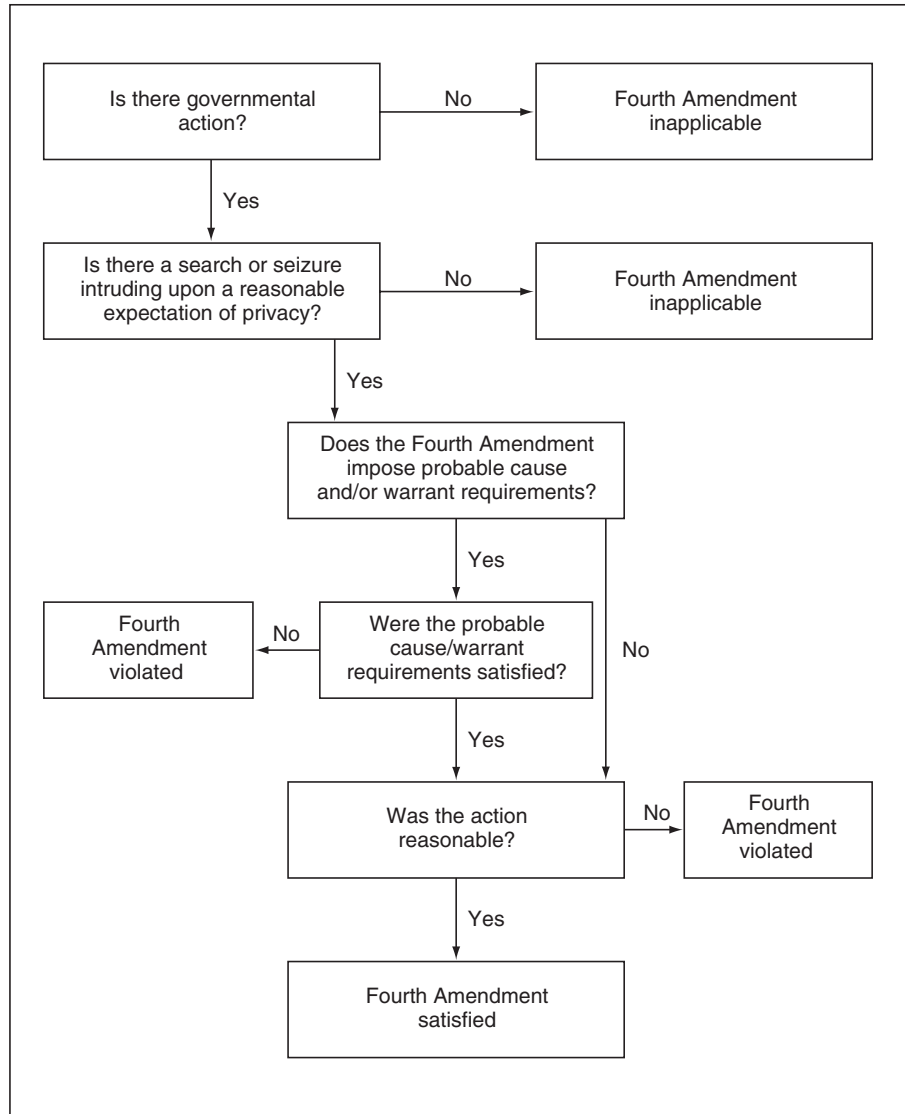 Is there governmental
action?
No
Fourth Amendment
inapplicable
Yes
Is there a search or seizure
intruding upon a reasonable
expectation of privacy?
No
Fourth Amendment
inapplicable
Yes
Does the Fourth Amendment
impose probable cause
and/or warrant requirements?
Yes
No
Fourth
Amendment
violated
No
Were the probable
cause/warrant
requirements satisfied?
Yes
Was the action
reasonable?
No
Fourth
Amendment
violated
Yes
Fourth Amendment
satisfied